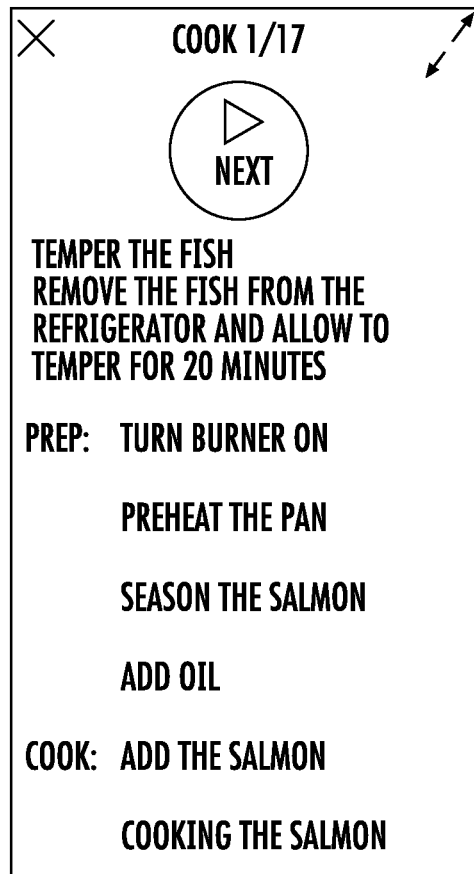 COOK 1/17
NEXT
TEMPER THE FISH
REMOVE THE FISH FROM THE
REFRIGERATOR AND ALLOW TO
TEMPER FOR 20 MINUTES
PREP: TURN BURNER ON
PREHEAT THE PAN
SEASON THE SALMON
ADD OIL
COOK: ADD THE SALMON
COOKING THE SALMON